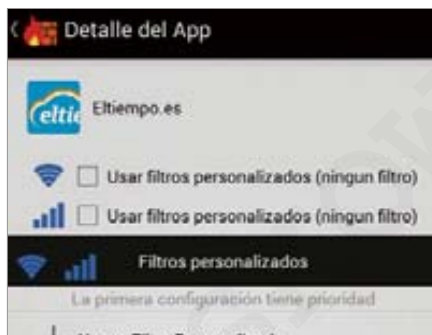 Detalle del App
eltie
Eltiempo.es
Usar filtros personalizados (ningun filtro)
Usar filtros personalizados (ningun filtro)
Filtros personalizados
La primera configuración tiene prioridad